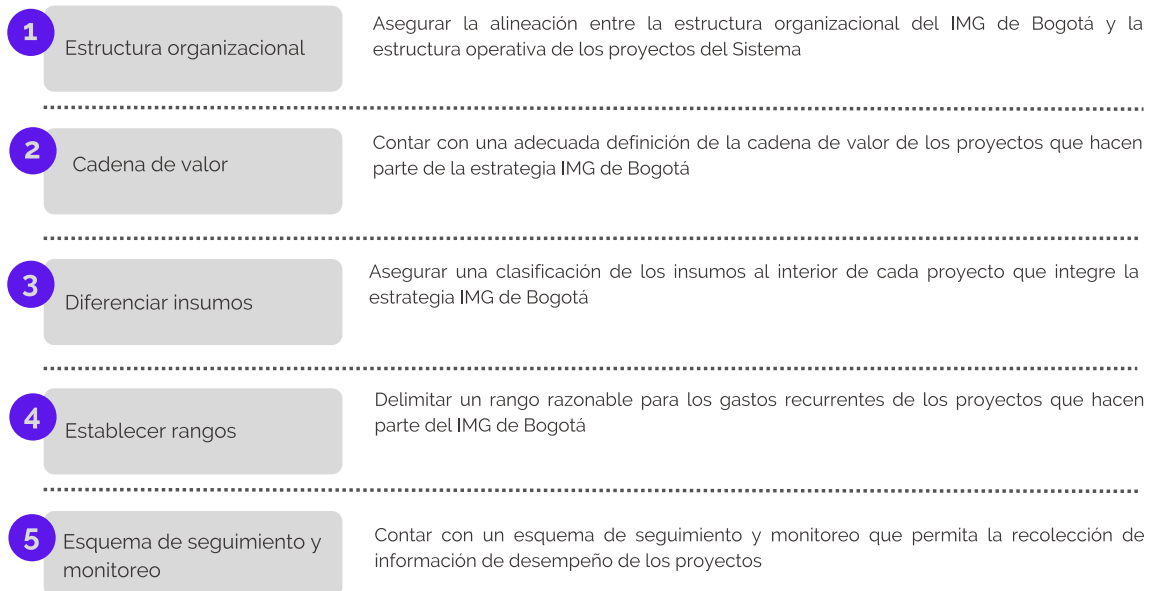 1
Estructura organizacional
Asegurar la alineación entre la estructura organizacional del IMG de Bogotá y la
estructura operativa de los proyectos del Sistema
2
Cadena de valor
Contar con una adecuada definición de la cadena de valor de los proyectos que hacen
parte de la estrategia IMG de Bogotá
3
Diferenciar insumos
Asegurar una clasificación de los insumos al interior de cada proyecto que integre la
estrategia IMG de Bogotá
4
Establecer rangos
Delimitar un rango razonable para los gastos recurrentes de los proyectos que hacen
parte del IMG de Bogotá
5
Esquema de seguimiento y
monitoreo
Contar con un esquema de seguimiento y monitoreo que permita la recolección de
información de desempeño de los proyectos